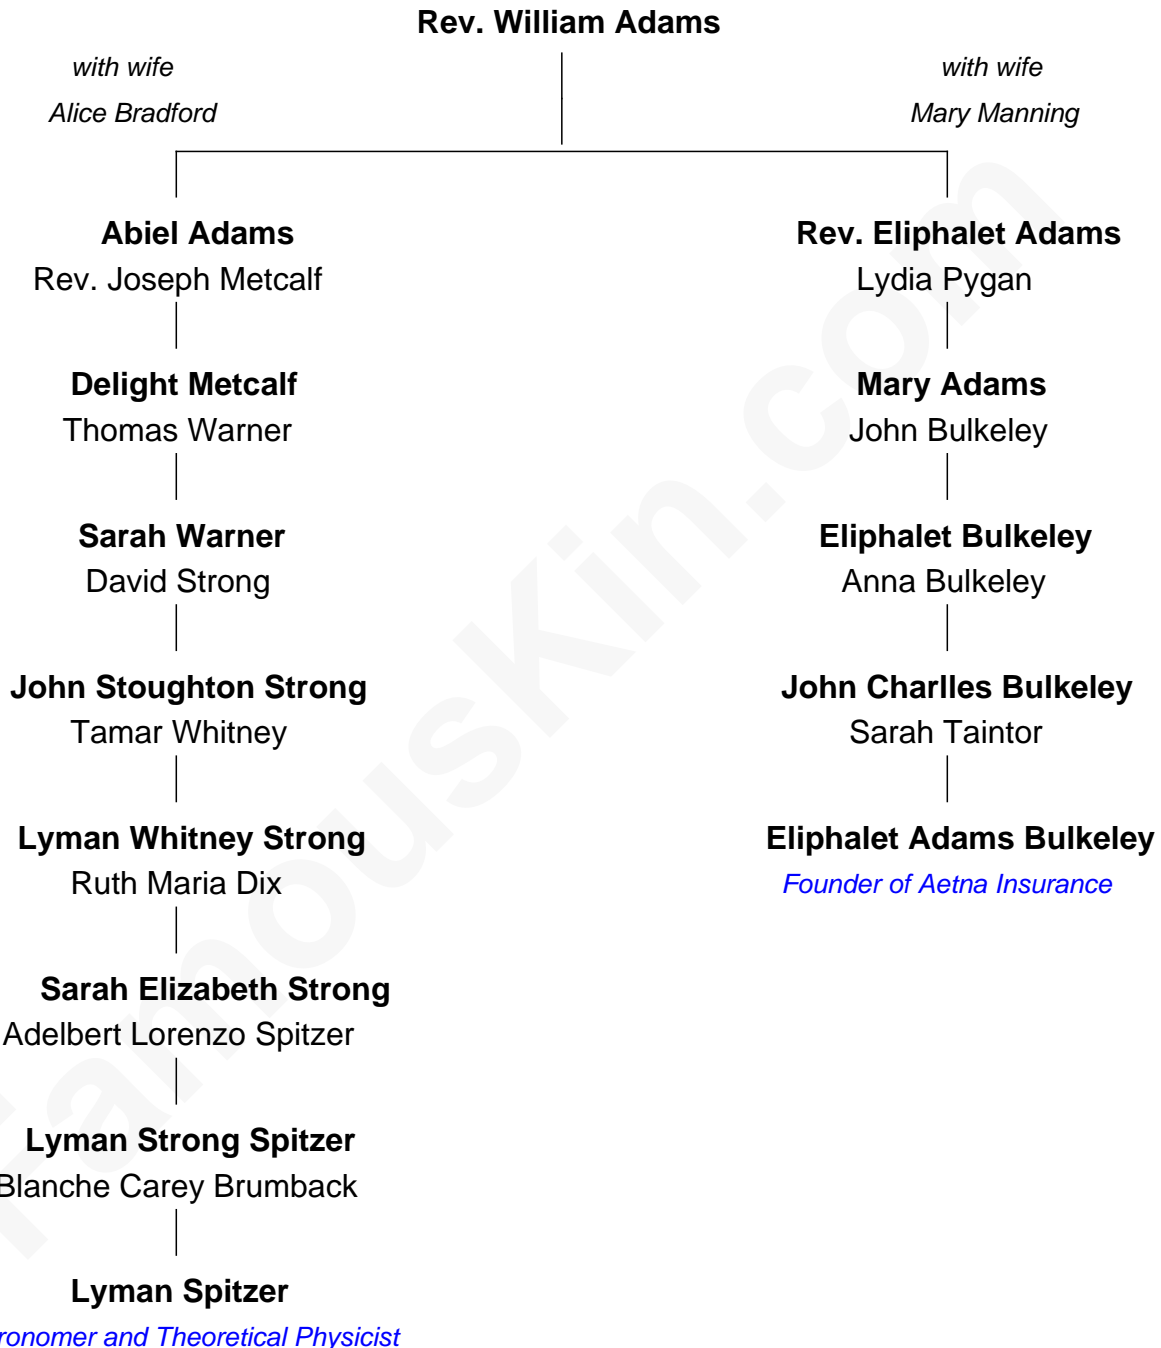 Rev. William Adams
with wife
Alice Bradford
with wife
Mary Manning
Abiel Adams
Rev. Joseph Metcalf
Rev. Eliphalet Adams
Lydia Pygan
Delight Metcalf
Thomas Warner
Mary Adams
John Bulkeley
Sarah Warner
David Strong
Eliphalet Bulkeley
Anna Bulkeley
John Stoughton Strong
Tamar Whitney
John Charlles Bulkeley
Sarah Taintor
Lyman Whitney Strong
Ruth Maria Dix
Eliphalet Adams Bulkeley
Founder of Aetna Insurance
Sarah Elizabeth Strong
Adelbert Lorenzo Spitzer
Lyman Strong Spitzer
Blanche Carey Brumback
Lyman Spitzer
ronomer and Theoretical Physicist
FamousKin.com